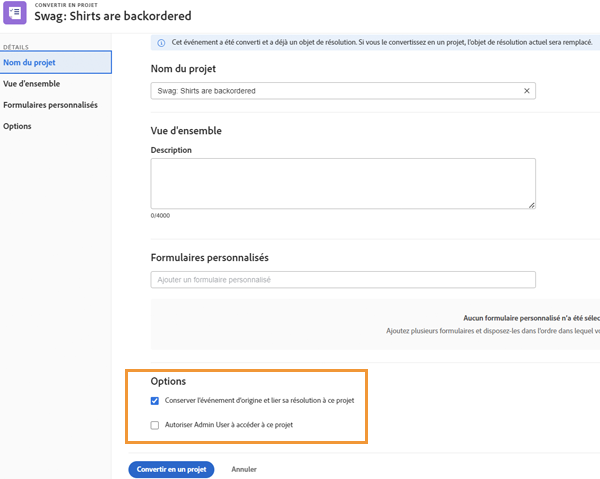 CONVERTIR EN PROJET
Swag: Shirts are backordered
DÉTAILS
Nom du projet
Vue d'ensemble
Formulaires personnalisés
Options
Cet événement a été converti et a déjà un objet de résolution. Si vous le convertissez en un projet, l'objet de résolution actuel sera remplacé.
Nom du projet
Swag: Shirts are backordered
Vue d'ensemble
Description
0/4000
Formulaires personnalisés
Ajouter un formulaire personnalisé
Aucun formulaire personnalisé n'a été sélec
Ajoutez plusieurs formulaires et disposez-les dans l'ordre dans lequel vo
Options
Conserver l'événement d'origine et lier sa résolution à ce projet
Autoriser Admin User à accéder à ce projet
Convertir en un projet
Annuler